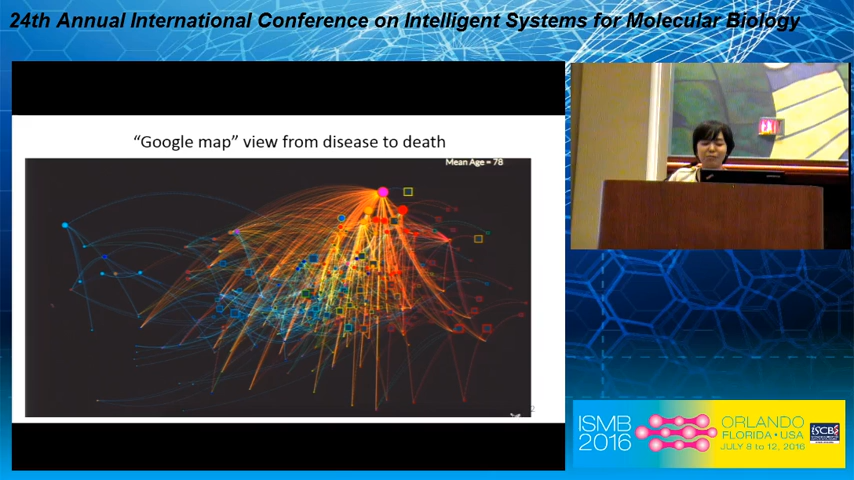 24th Annual International Conference on Intelligent Systems for Molecular Biology
"Google map" view from disease to death
Mean Age = 78
2
ISMB
2016
ORLANDO
FLORIDA • USA
JULY 8 to 12, 2016
ISCB